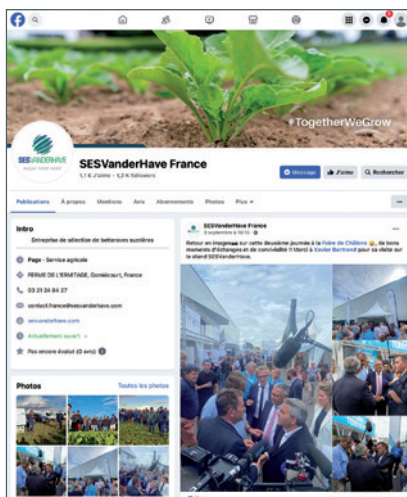 #TogetherWeGrow
SESVANDERHAVE
SESVanderHave France
1,1 K J'aime • 1,2 K followers
Message
J'aime
Rechercher
Publications
À propos
Mentions
Avis
Abonnements
Photos
Plus
Intro
Entreprise de sélection de betteraves sucrières
Page · Service agricole
FERME DE L'ERMITAGE, Gomiécourt, France
03 21 24 84 27
contact.france@sesvanderhave.com
sesvanderhave.com
Actuellement ouvert
Pas encore évalué (0 avis)
Photos
Toutes les photos
SESVanderHave France
Retour en images sur cette deuxième journée à la Foire de Châlons, de bons
moments d'échanges et de convivialité !! Merci à Xavier Bertrand pour sa visite sur
le stand SESVanderHave.